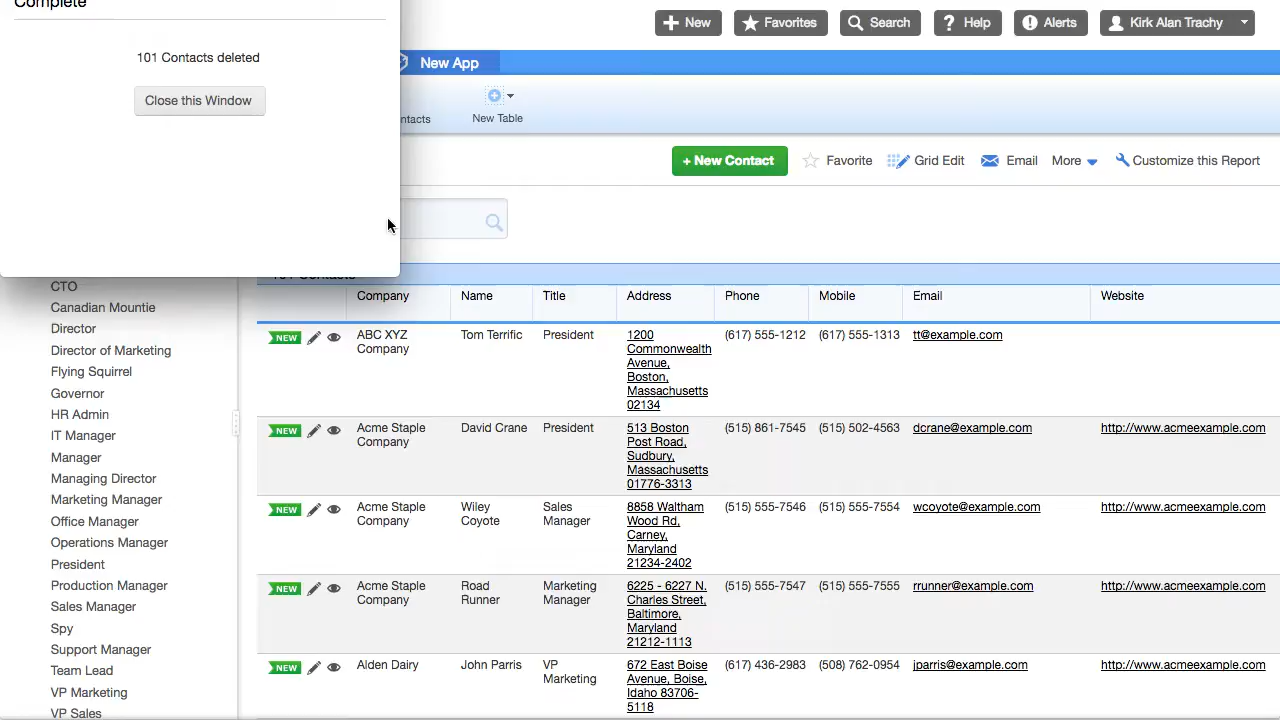 Complete
101 Contacts deleted
Close this Window
New
Favorites
Search
Help
Alerts
Kirk Alan Trachy
New App
ntacts
New Table
+ New Contact
Favorite
Grid Edit
Email
More
Customize this Report
101 Contacts
CTO
Canadian Mountie
Director
Director of Marketing
Flying Squirrel
Governor
HR Admin
IT Manager
Manager
Managing Director
Marketing Manager
Office Manager
Operations Manager
President
Production Manager
Sales Manager
Spy
Support Manager
Team Lead
VP Marketing
VP Sales
Company Name Title Address Phone Mobile Email Website
NEW ABC XYZ Tom Terrific President 1200 (617) 555-1212 (617) 555-1313 tt@example.com
Company Commonwealth
Avenue,
Boston,
Massachusetts
02134
NEW Acme Staple David Crane President 513 Boston (515) 861-7545 (515) 502-4563 dcrane@example.com http://www.acmeexample.com
Company Post Road,
Sudbury,
Massachusetts
01776-3313
NEW Acme Staple Wiley Sales 8858 Waltham (515) 555-7546 (515) 555-7554 wcoyote@example.com http://www.acmeexample.com
Company Coyote Manager Wood Rd,
Carney,
Maryland
21234-2402
NEW Acme Staple Road Marketing 6225 - 6227 N. (515) 555-7547 (515) 555-7555 rrunner@example.com http://www.acmeexample.com
Company Runner Manager Charles Street,
Baltimore,
Maryland
21212-1113
NEW Alden Dairy John Parris VP 672 East Boise (617) 436-2983 (508) 762-0954 jparris@example.com http://www.acmeexample.com
Marketing Avenue, Boise,
Idaho 83706-
5118